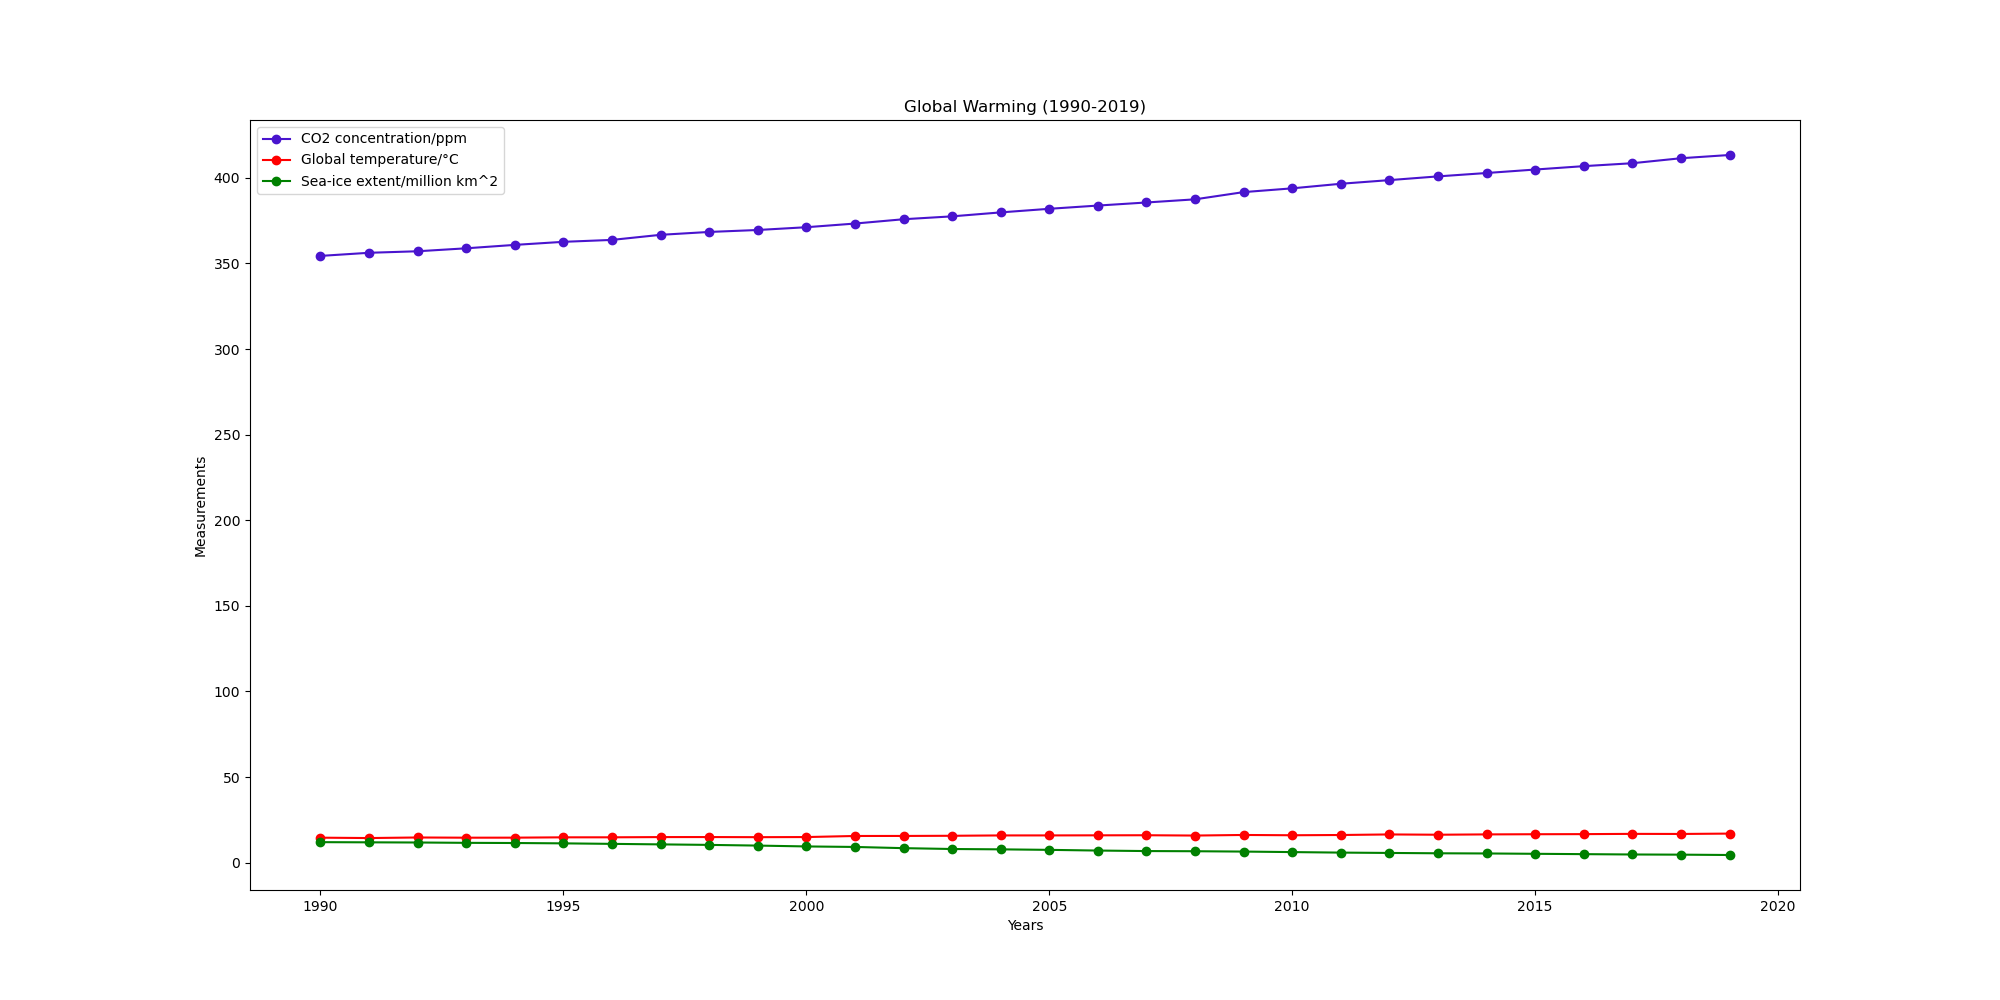 Global Warming (1990-2019)
CO2 concentration/ppm
Global temperature/°C
Sea-ice extent/million km^2
400
350
300
250
200
150
100
50
0
Measurements
1990 1995 2000 2005 2010 2015 2020
Years